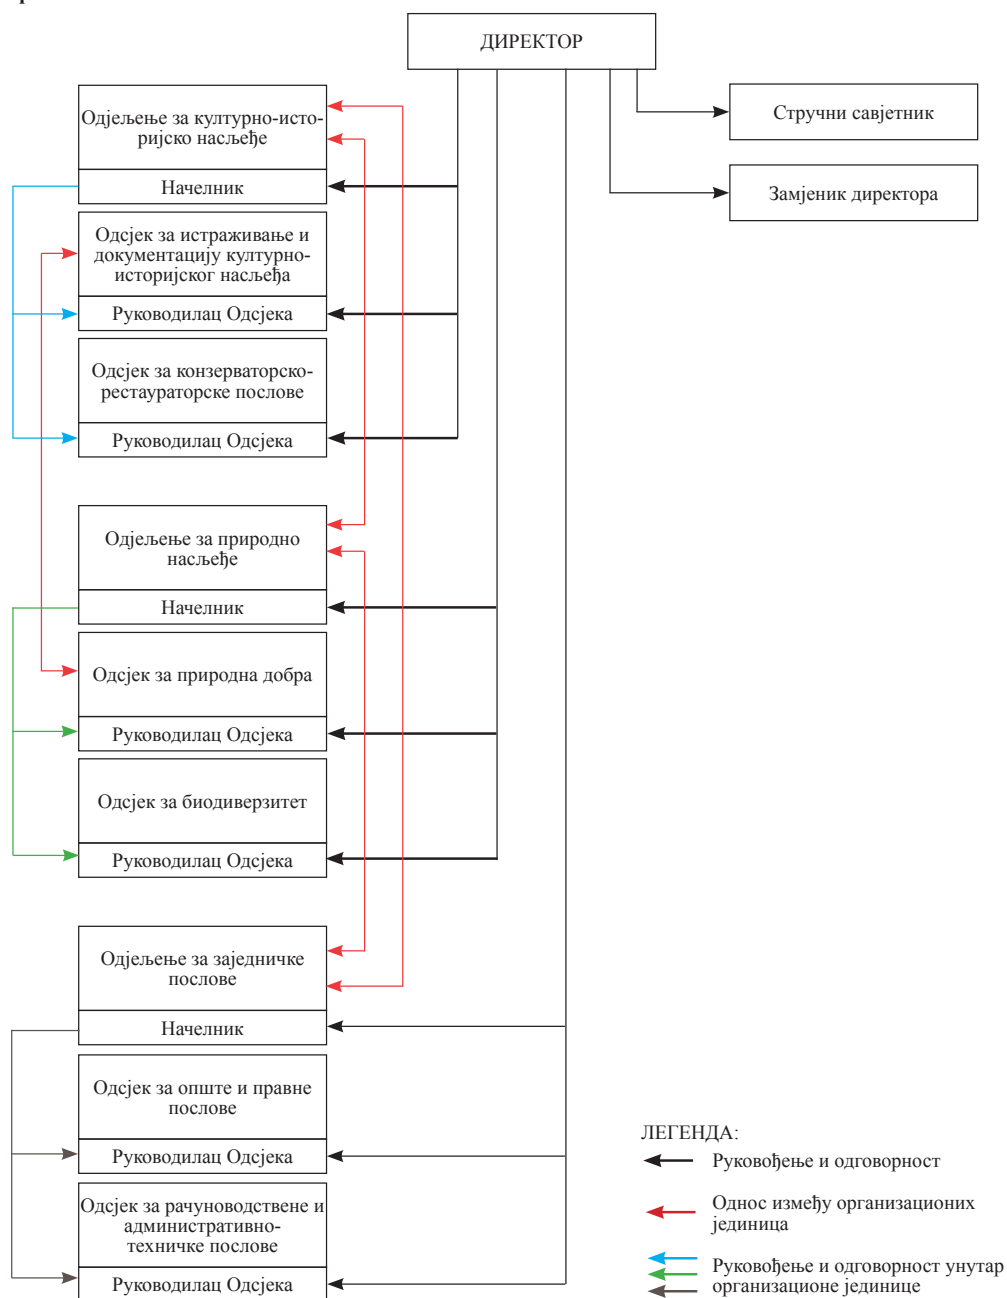 ДИРЕКТОР
Стручни савјетник
Замјеник директора
Одјељење за културно-исто-
ријско насљеђе
Начелник
Одсјек за истраживање и
документацију културно-
историјског насљеђа
Руководилац Одсјека
Одсјек за конзерваторско-
рестаураторске послове
Руководилац Одсјека
Одјељење за природно
насљеђе
Начелник
Одсјек за природна добра
Руководилац Одсјека
Одсјек за биодиверзитет
Руководилац Одсјека
Одјељење за заједничке
послове
Начелник
Одсјек за опште и правне
послове
Руководилац Одсјека
Одсјек за рачуноводствене и
административно-
техничке послове
Руководилац Одсјека
ЛЕГЕНДА:
Руковођење и одговорност
Однос између организационих
јединица
Руковођење и одговорност унутар
организационе јединице